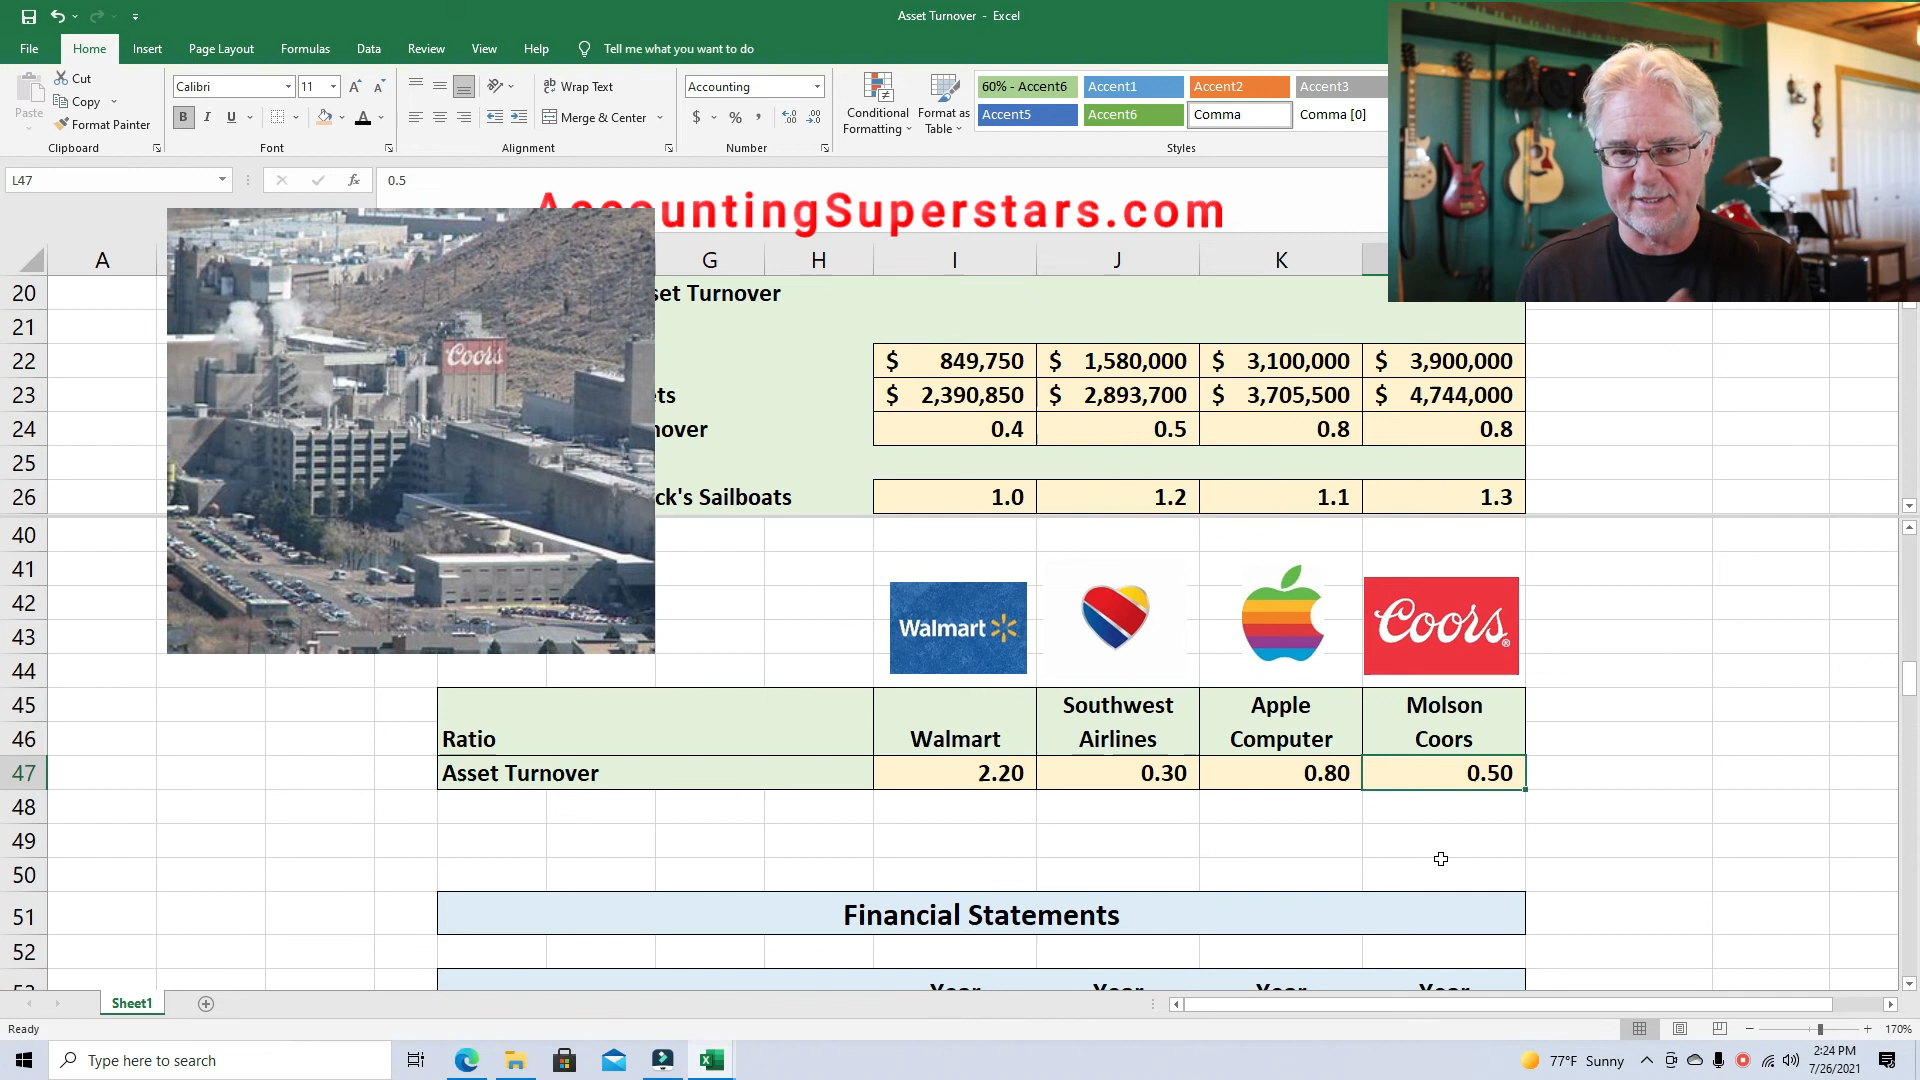 Asset Turnover - Excel
File Home Insert Page Layout Formulas Data Review View Help Tell me what you want to do
Paste
Cut
Copy
Format Painter
Clipboard
Calibri 11
B I U A
Font
Wrap Text
Merge & Center
Alignment
Accounting
$ % ,
Number
Conditional Formatting
Format as Table
60% - Accent6 Accent1 Accent2 Accent3
Accent5 Accent6 Comma Comma [0]
Styles
L47 fx 0.5
AccountingSuperstars.com
A G H I J K
20 set Turnover
21
22 $ 849,750 $ 1,580,000 $ 3,100,000 $ 3,900,000
23 ets $ 2,390,850 $ 2,893,700 $ 3,705,500 $ 4,744,000
24 nover 0.4 0.5 0.8 0.8
25
26 ck's Sailboats 1.0 1.2 1.1 1.3
Coors
40
41
42
43
44
Walmart Coors
45 Southwest Apple Molson
46 Ratio Walmart Airlines Computer Coors
47 Asset Turnover 2.20 0.30 0.80 0.50
48
49
50
51 Financial Statements
52
53 Year Year Year Year
Sheet1
Ready 170%
Type here to search
77°F Sunny
2:24 PM
7/26/2021